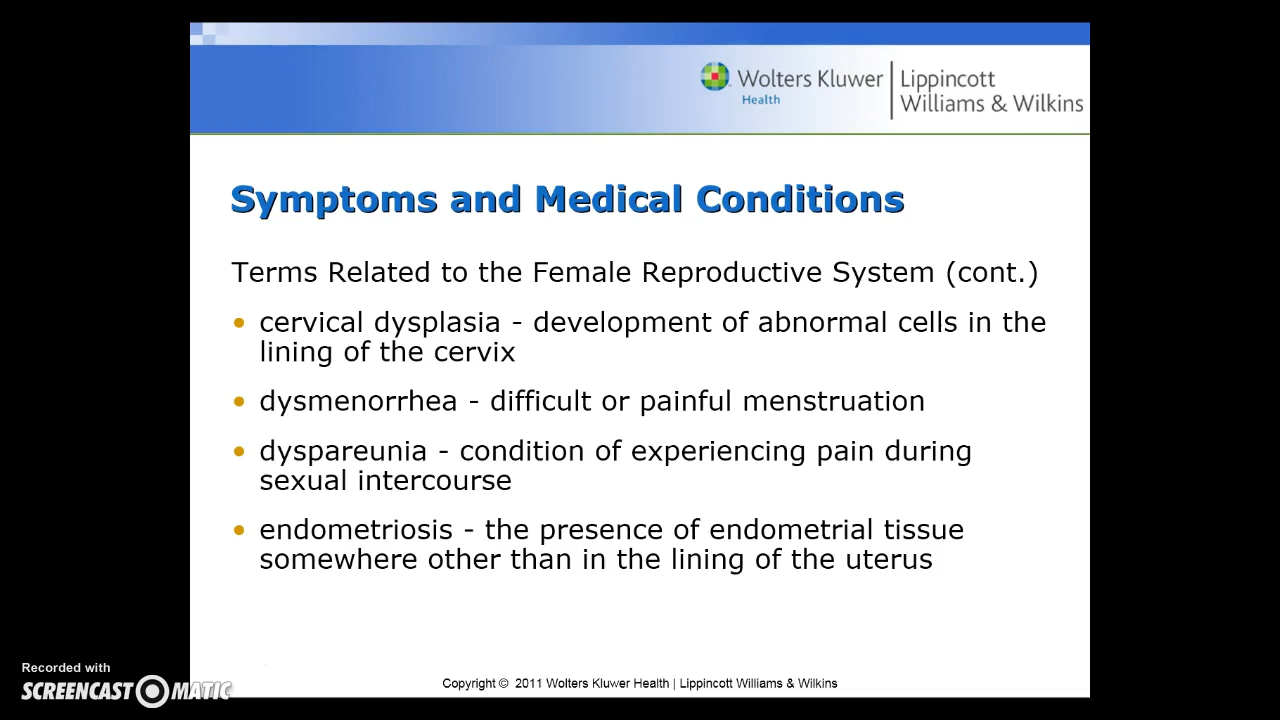 Wolters Kluwer
Health
Lippincott
Williams & Wilkins
Symptoms and Medical Conditions
Terms Related to the Female Reproductive System (cont.)
• cervical dysplasia - development of abnormal cells in the
lining of the cervix
• dysmenorrhea - difficult or painful menstruation
• dyspareunia - condition of experiencing pain during
sexual intercourse
• endometriosis - the presence of endometrial tissue
somewhere other than in the lining of the uterus
Recorded with
SCREENCAST-O-MATIC
Copyright © 2011 Wolters Kluwer Health | Lippincott Williams & Wilkins